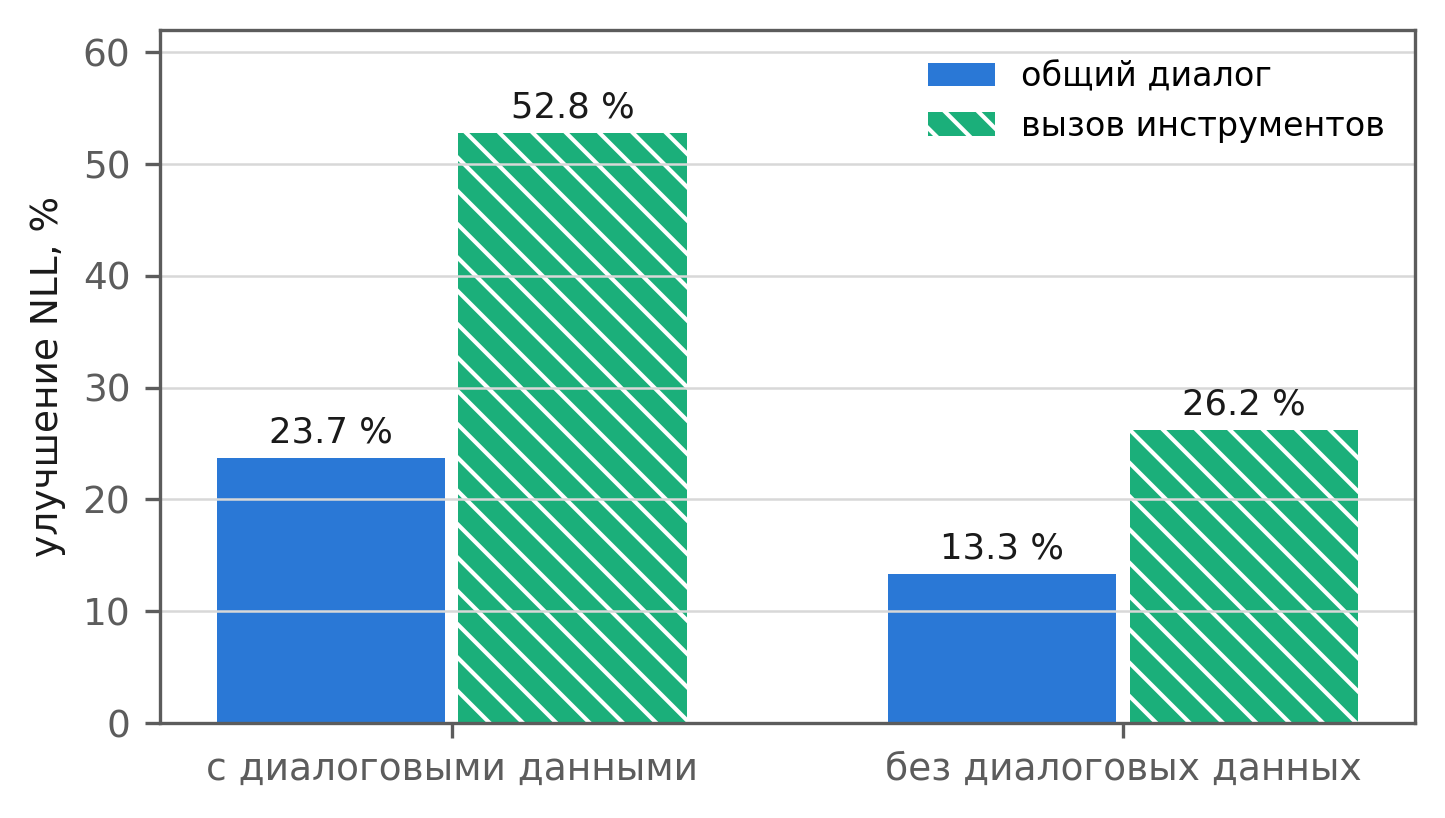 улучшение NLL, %
60
50
40
30
20
10
0
общий диалог
вызов инструментов
23.7 %
52.8 %
13.3 %
26.2 %
с диалоговыми данными
без диалоговых данных